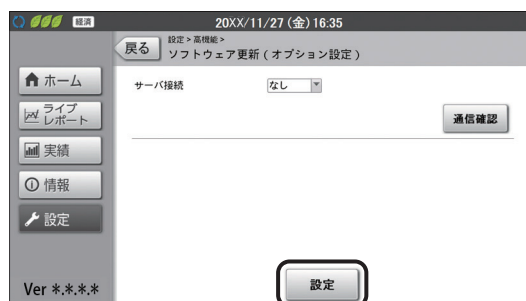 経済
20XX/11/27 (金) 16:35
戻る
設定 > 高機能 >
ソフトウェア更新 ( オプション設定 )
ホーム
ライブ
レポート
実績
情報
設定
サーバ接続 なし
通信確認
設定
Ver *.*.*.*